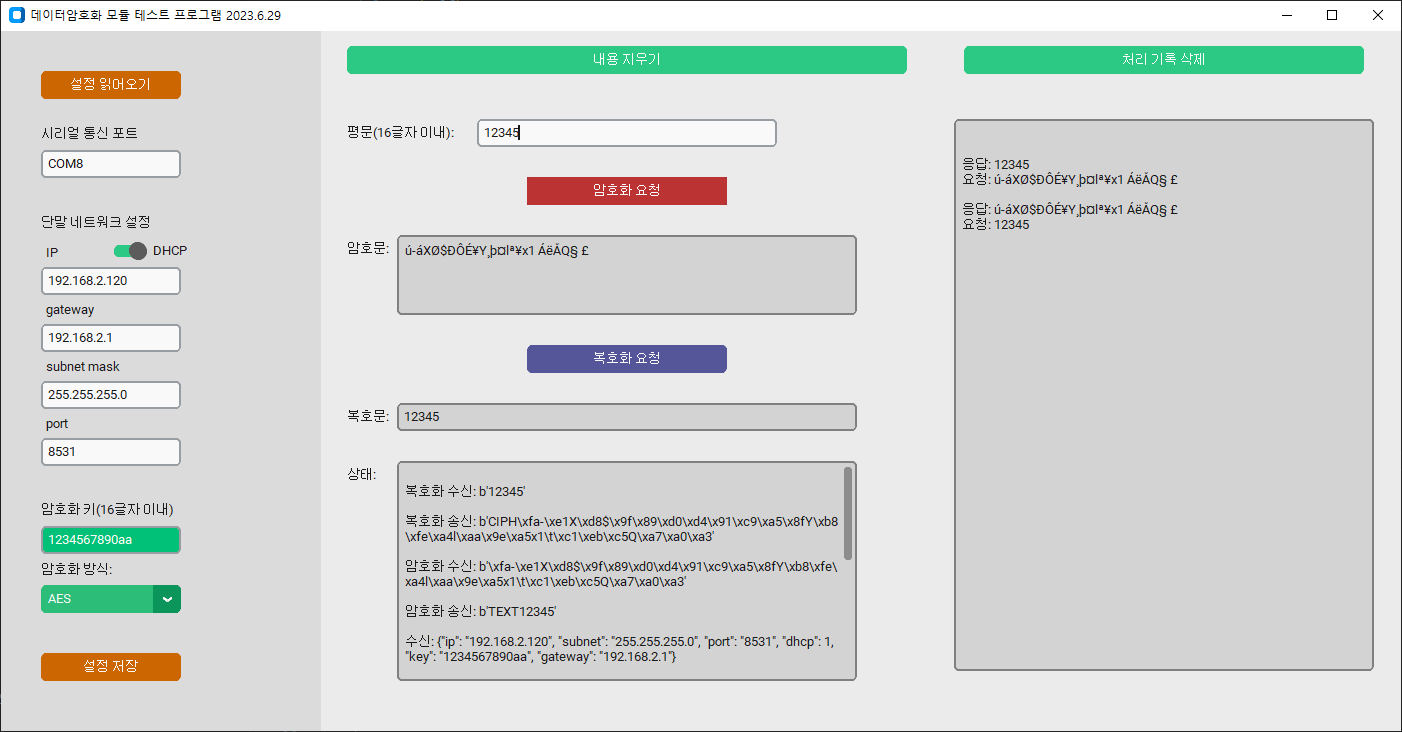 데이터암호화 모듈 테스트 프로그램 2023.6.29
설정 읽어오기
시리얼 통신 포트
COM8
단말 네트워크 설정
IP
DHCP
192.168.2.120
gateway
192.168.2.1
subnet mask
255.255.255.0
port
8531
암호화 키(16글자 이내)
1234567890aa
암호화 방식:
AES
설정 저장
내용 지우기
평문(16글자 이내):
12345
암호화 요청
암호문:
ú-áXØ$ÐÔÉ¥Y¸þ¤lª¥x1 ÁëÅQ§ £
복호화 요청
복호문:
12345
상태:
복호화 수신: b'12345'
복호화 송신: b'CIPH\xfa-\xe1X\xd8$\x9f\x89\xd0\xd4\x91\xc9\xa5\x8fY\xb8
\xfe\xa4l\xaa\x9e\xa5x1\t\xc1\xeb\xc5Q\xa7\xa0\xa3'
암호화 수신: b'\xfa-\xe1X\xd8$\x9f\x89\xd0\xd4\x91\xc9\xa5\x8fY\xb8\xfe\
\xa4l\xaa\x9e\xa5x1\t\xc1\xeb\xc5Q\xa7\xa0\xa3'
암호화 송신: b'TEXT12345'
수신: {"ip": "192.168.2.120", "subnet": "255.255.255.0", "port": "8531", "dhcp": 1,
"key": "1234567890aa", "gateway": "192.168.2.1"}
처리 기록 삭제
응답: 12345
요청: ú-áXØ$ÐÔÉ¥Y¸þ¤lª¥x1 ÁëÅQ§ £
응답: ú-áXØ$ÐÔÉ¥Y¸þ¤lª¥x1 ÁëÅQ§ £
요청: 12345